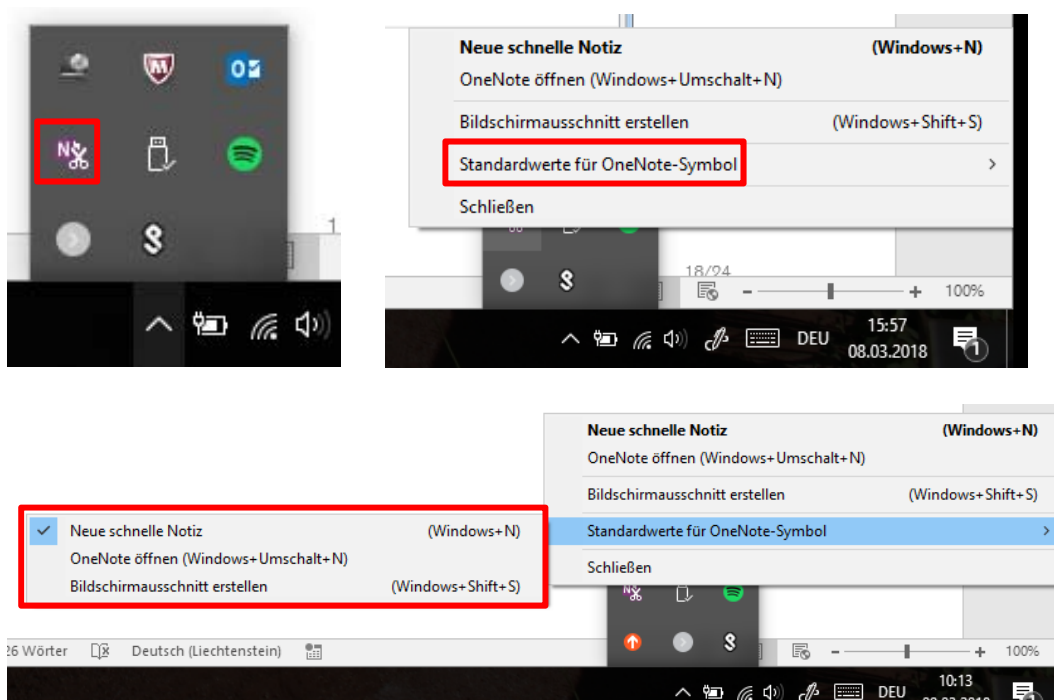 1
Neue schnelle Notiz (Windows+N)
OneNote öffnen (Windows+Umschalt+N)
Bildschirmausschnitt erstellen (Windows+Shift+S)
Standardwerte für OneNote-Symbol
Schließen
18/24
100%
DEU
15:57
08.03.2018
1
Neue schnelle Notiz (Windows+N)
OneNote öffnen (Windows+Umschalt+N)
Bildschirmausschnitt erstellen (Windows+Shift+S)
Standardwerte für OneNote-Symbol
Schließen
Neue schnelle Notiz (Windows+N)
OneNote öffnen (Windows+Umschalt+N)
Bildschirmausschnitt erstellen (Windows+Shift+S)
26 Wörter Deutsch (Liechtenstein) 100%
DEU
10:13